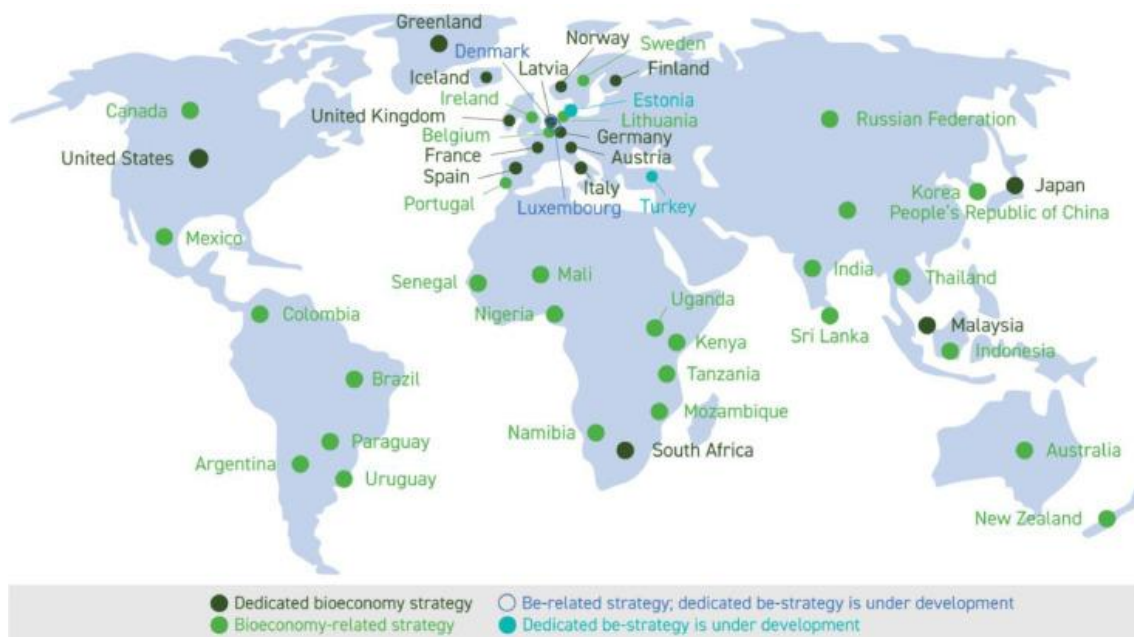 Greenland
Denmark
Norway
Sweden
Latvia
Finland
Iceland
Canada
Ireland
Estonia
United Kingdom
Lithuania
Russian Federation
Belgium
Germany
United States
France
Austria
Spain
Italy
Korea
Japan
Portugal
Luxembourg
Turkey
People's Republic of China
Mexico
Senegal
Mali
India
Thailand
Colombia
Nigeria
Uganda
Sri Lanka
Malaysia
Kenya
Indonesia
Brazil
Tanzania
Mozambique
Namibia
Paraguay
South Africa
Australia
Argentina
Uruguay
New Zealand
Dedicated bioeconomy strategy
Be-related strategy; dedicated be-strategy is under development
Bioeconomy-related strategy
Dedicated be-strategy is under development